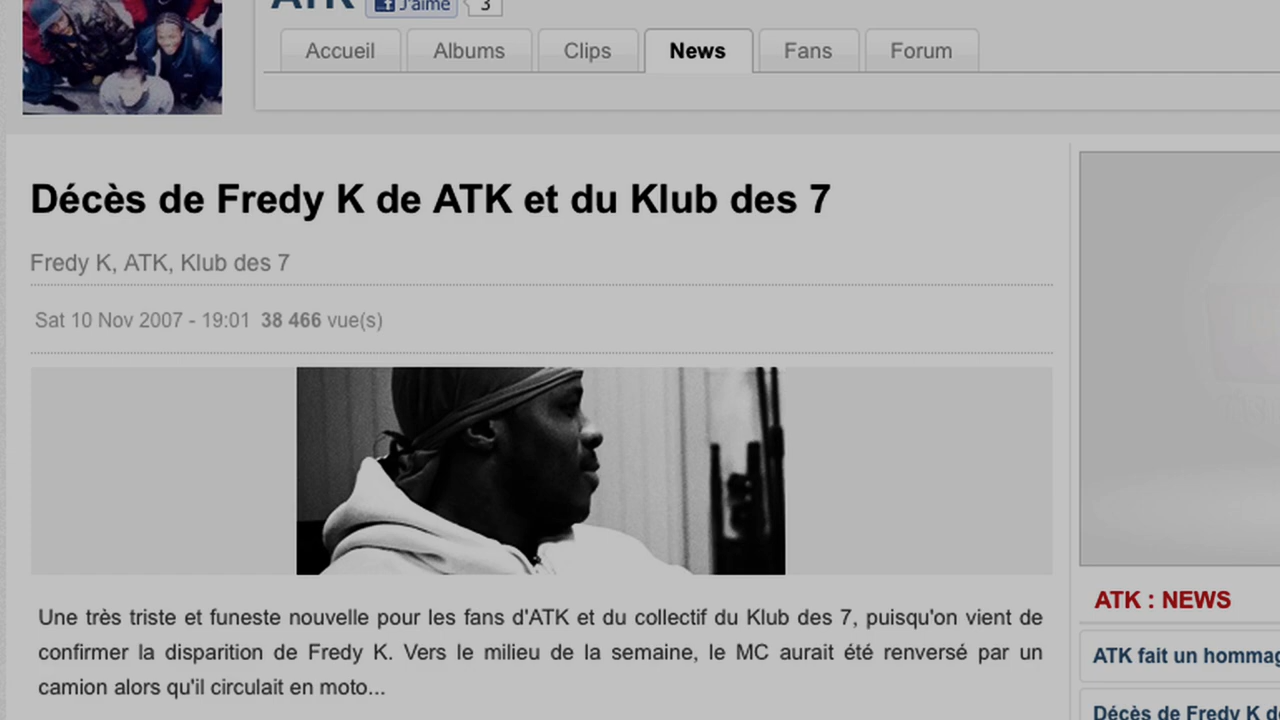 ATK J'aime 3
Accueil Albums Clips News Fans Forum
Décès de Fredy K de ATK et du Klub des 7
Fredy K, ATK, Klub des 7
Sat 10 Nov 2007 - 19:01 38 466 vue(s)
Une très triste et funeste nouvelle pour les fans d'ATK et du collectif du Klub des 7, puisqu'on vient de
confirmer la disparition de Fredy K. Vers le milieu de la semaine, le MC aurait été renversé par un
camion alors qu'il circulait en moto...
ATK : NEWS
ATK fait un hommag
Décès de Fredy K d